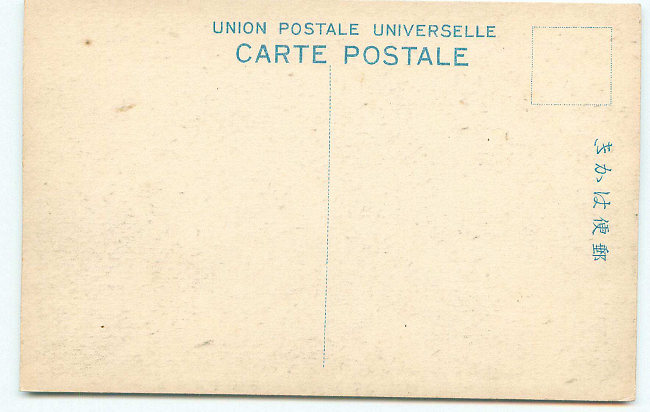 UNION POSTALE UNIVERSELLE
CARTE POSTALE
郵便はかき